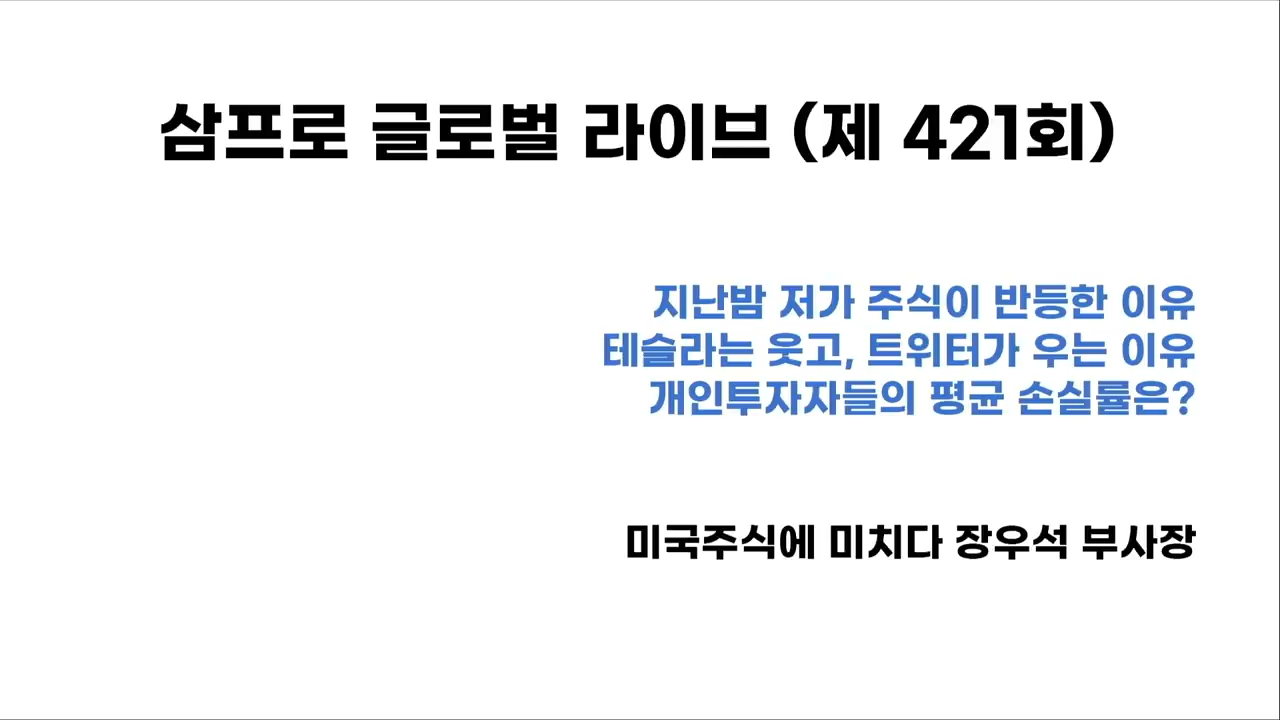 삼프로 글로벌 라이브 (제 421회)
지난밤 저가 주식이 반등한 이유
테슬라는 웃고, 트위터가 우는 이유
개인투자자들의 평균 손실률은?
미국주식에 미치다 장우석 부사장